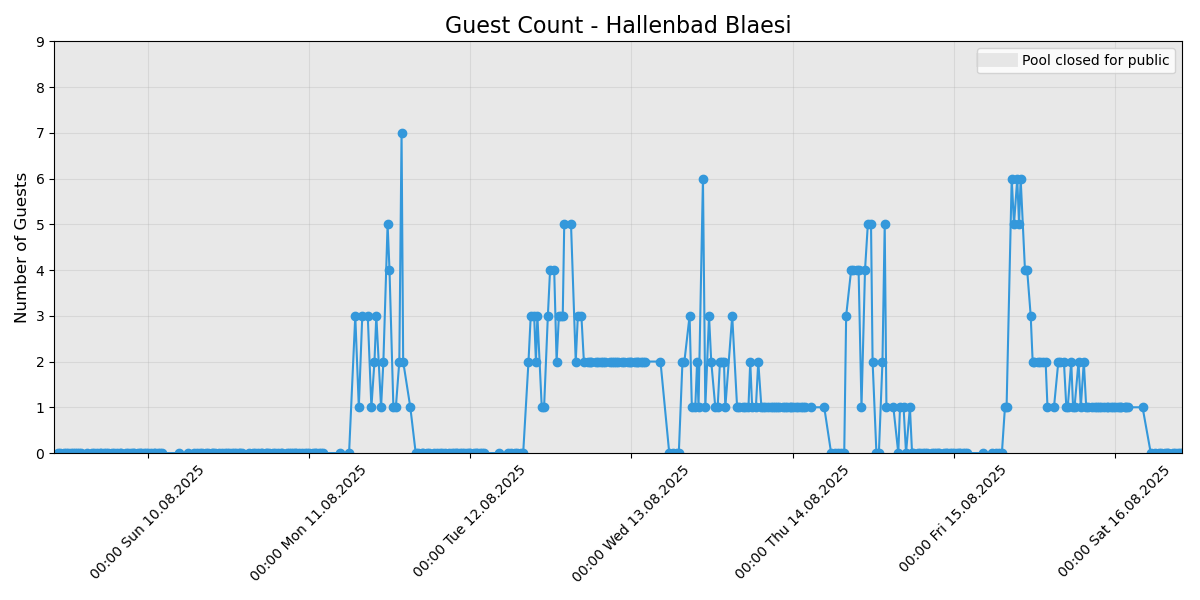 Guest Count - Hallenbad Blaesi
Pool closed for public
Number of Guests
9
8
7
6
5
4
3
2
1
0
00:00 Sun 10.08.2025
00:00 Mon 11.08.2025
00:00 Tue 12.08.2025
00:00 Wed 13.08.2025
00:00 Thu 14.08.2025
00:00 Fri 15.08.2025
00:00 Sat 16.08.2025